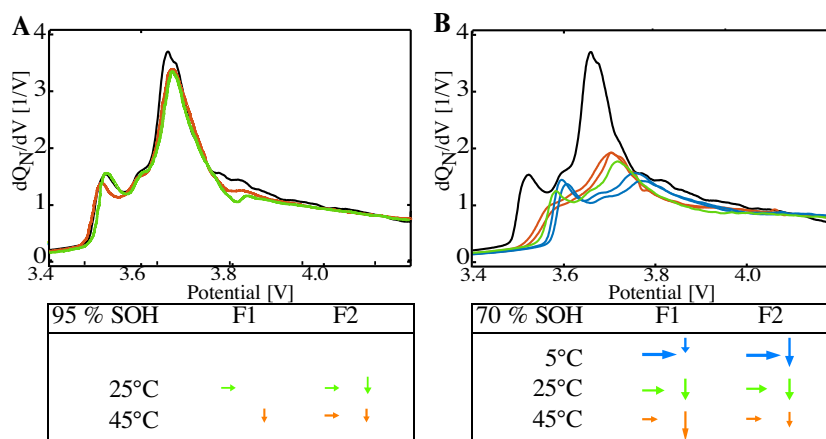 A
4
3
2
1
0
dQN/dV [1/V]
3.4 3.6 3.8 4.0
Potential [V]
95 % SOH F1 F2
25°C
45°C
B
4
3
2
1
0
dQN/dV [1/V]
3.4 3.6 3.8 4.0
Potential [V]
70 % SOH F1 F2
5°C
25°C
45°C